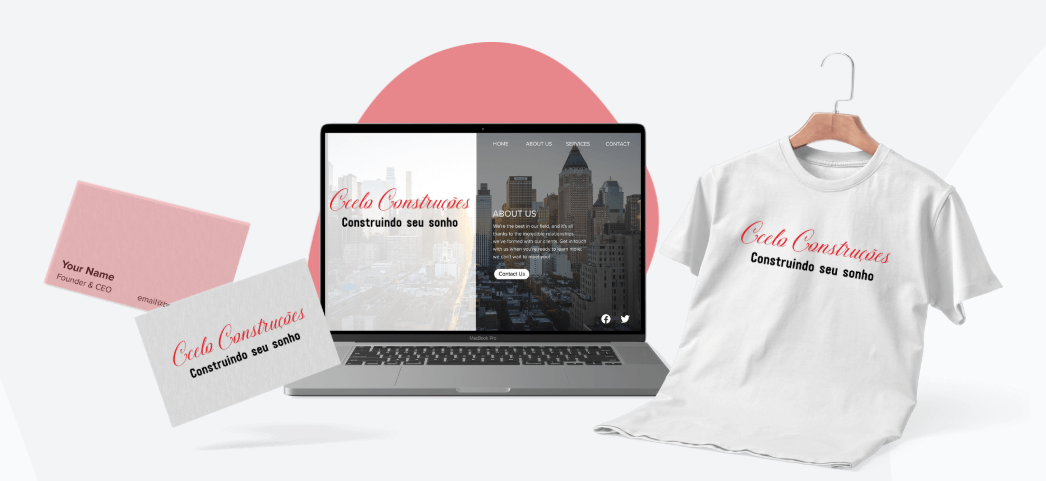 Your Name
Founder & CEO
Ccelo Construções
Construindo seu sonho
Ccelo Construções
Construindo seu sonho
HOME ABOUT US SERVICES CONTACT
ABOUT US
We're the best in our field, and it's all
thanks to the incredible relationships
we've formed with our clients. Get in touch
with us when you're ready to learn more,
we can't wait to meet you!
Contact Us
MacBook Pro
Ccelo Construções
Construindo seu sonho